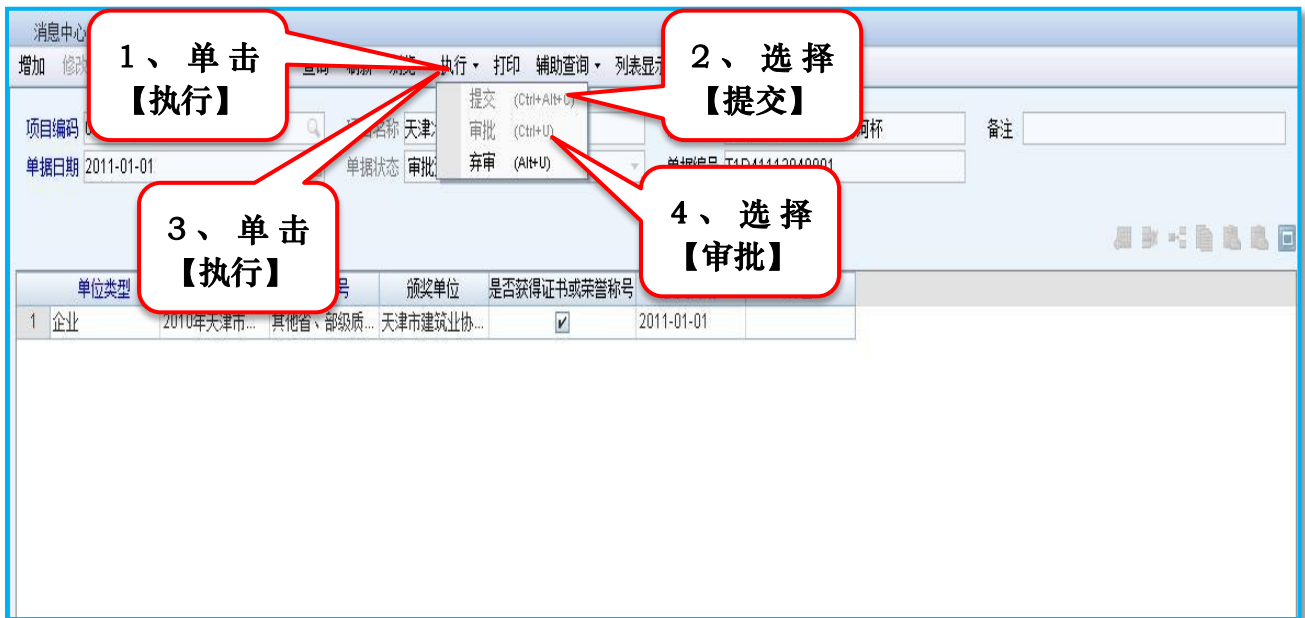 消息中心
增加 修改 查询 刷新 浏览 执行 打印 辅助查询 列表显示
1、单击
【执行】
2、选择
【提交】
提交 (Ctrl+Alt+C)
审批 (Ctrl+U)
弃审 (Alt+U)
项目编码 项目名称 天津 河杯 备注
单据日期 2011-01-01 单据状态 审批 单据编号
3、单击
【执行】
4、选择
【审批】
单位类型 号 颁奖单位 是否获得证书或荣誉称号
1 企业 2010年天津市... 其他省、部级质... 天津市建筑业协... 2011-01-01